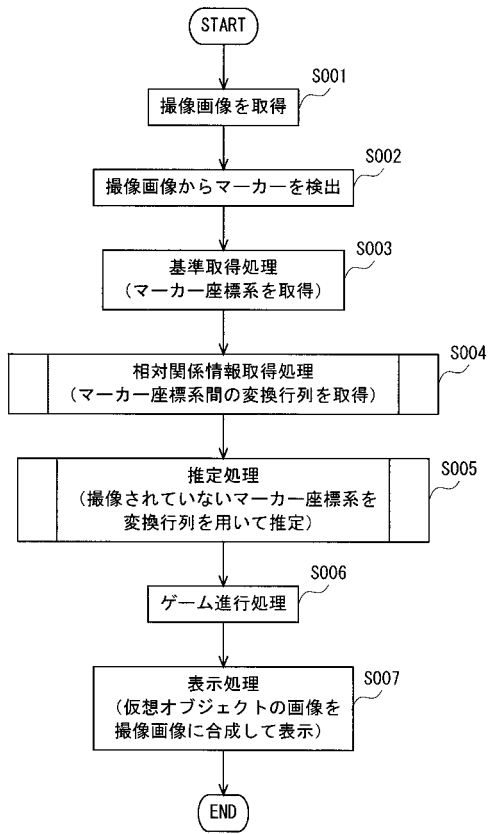 START
S001
撮像画像を取得
S002
撮像画像からマーカーを検出
S003
基準取得処理
(マーカー座標系を取得)
S004
相対関係情報取得処理
(マーカー座標系間の変換行列を取得)
S005
推定処理
(撮像されていないマーカー座標系を
変換行列を用いて推定)
S006
ゲーム進行処理
S007
表示処理
(仮想オブジェクトの画像を
撮像画像に合成して表示)
END